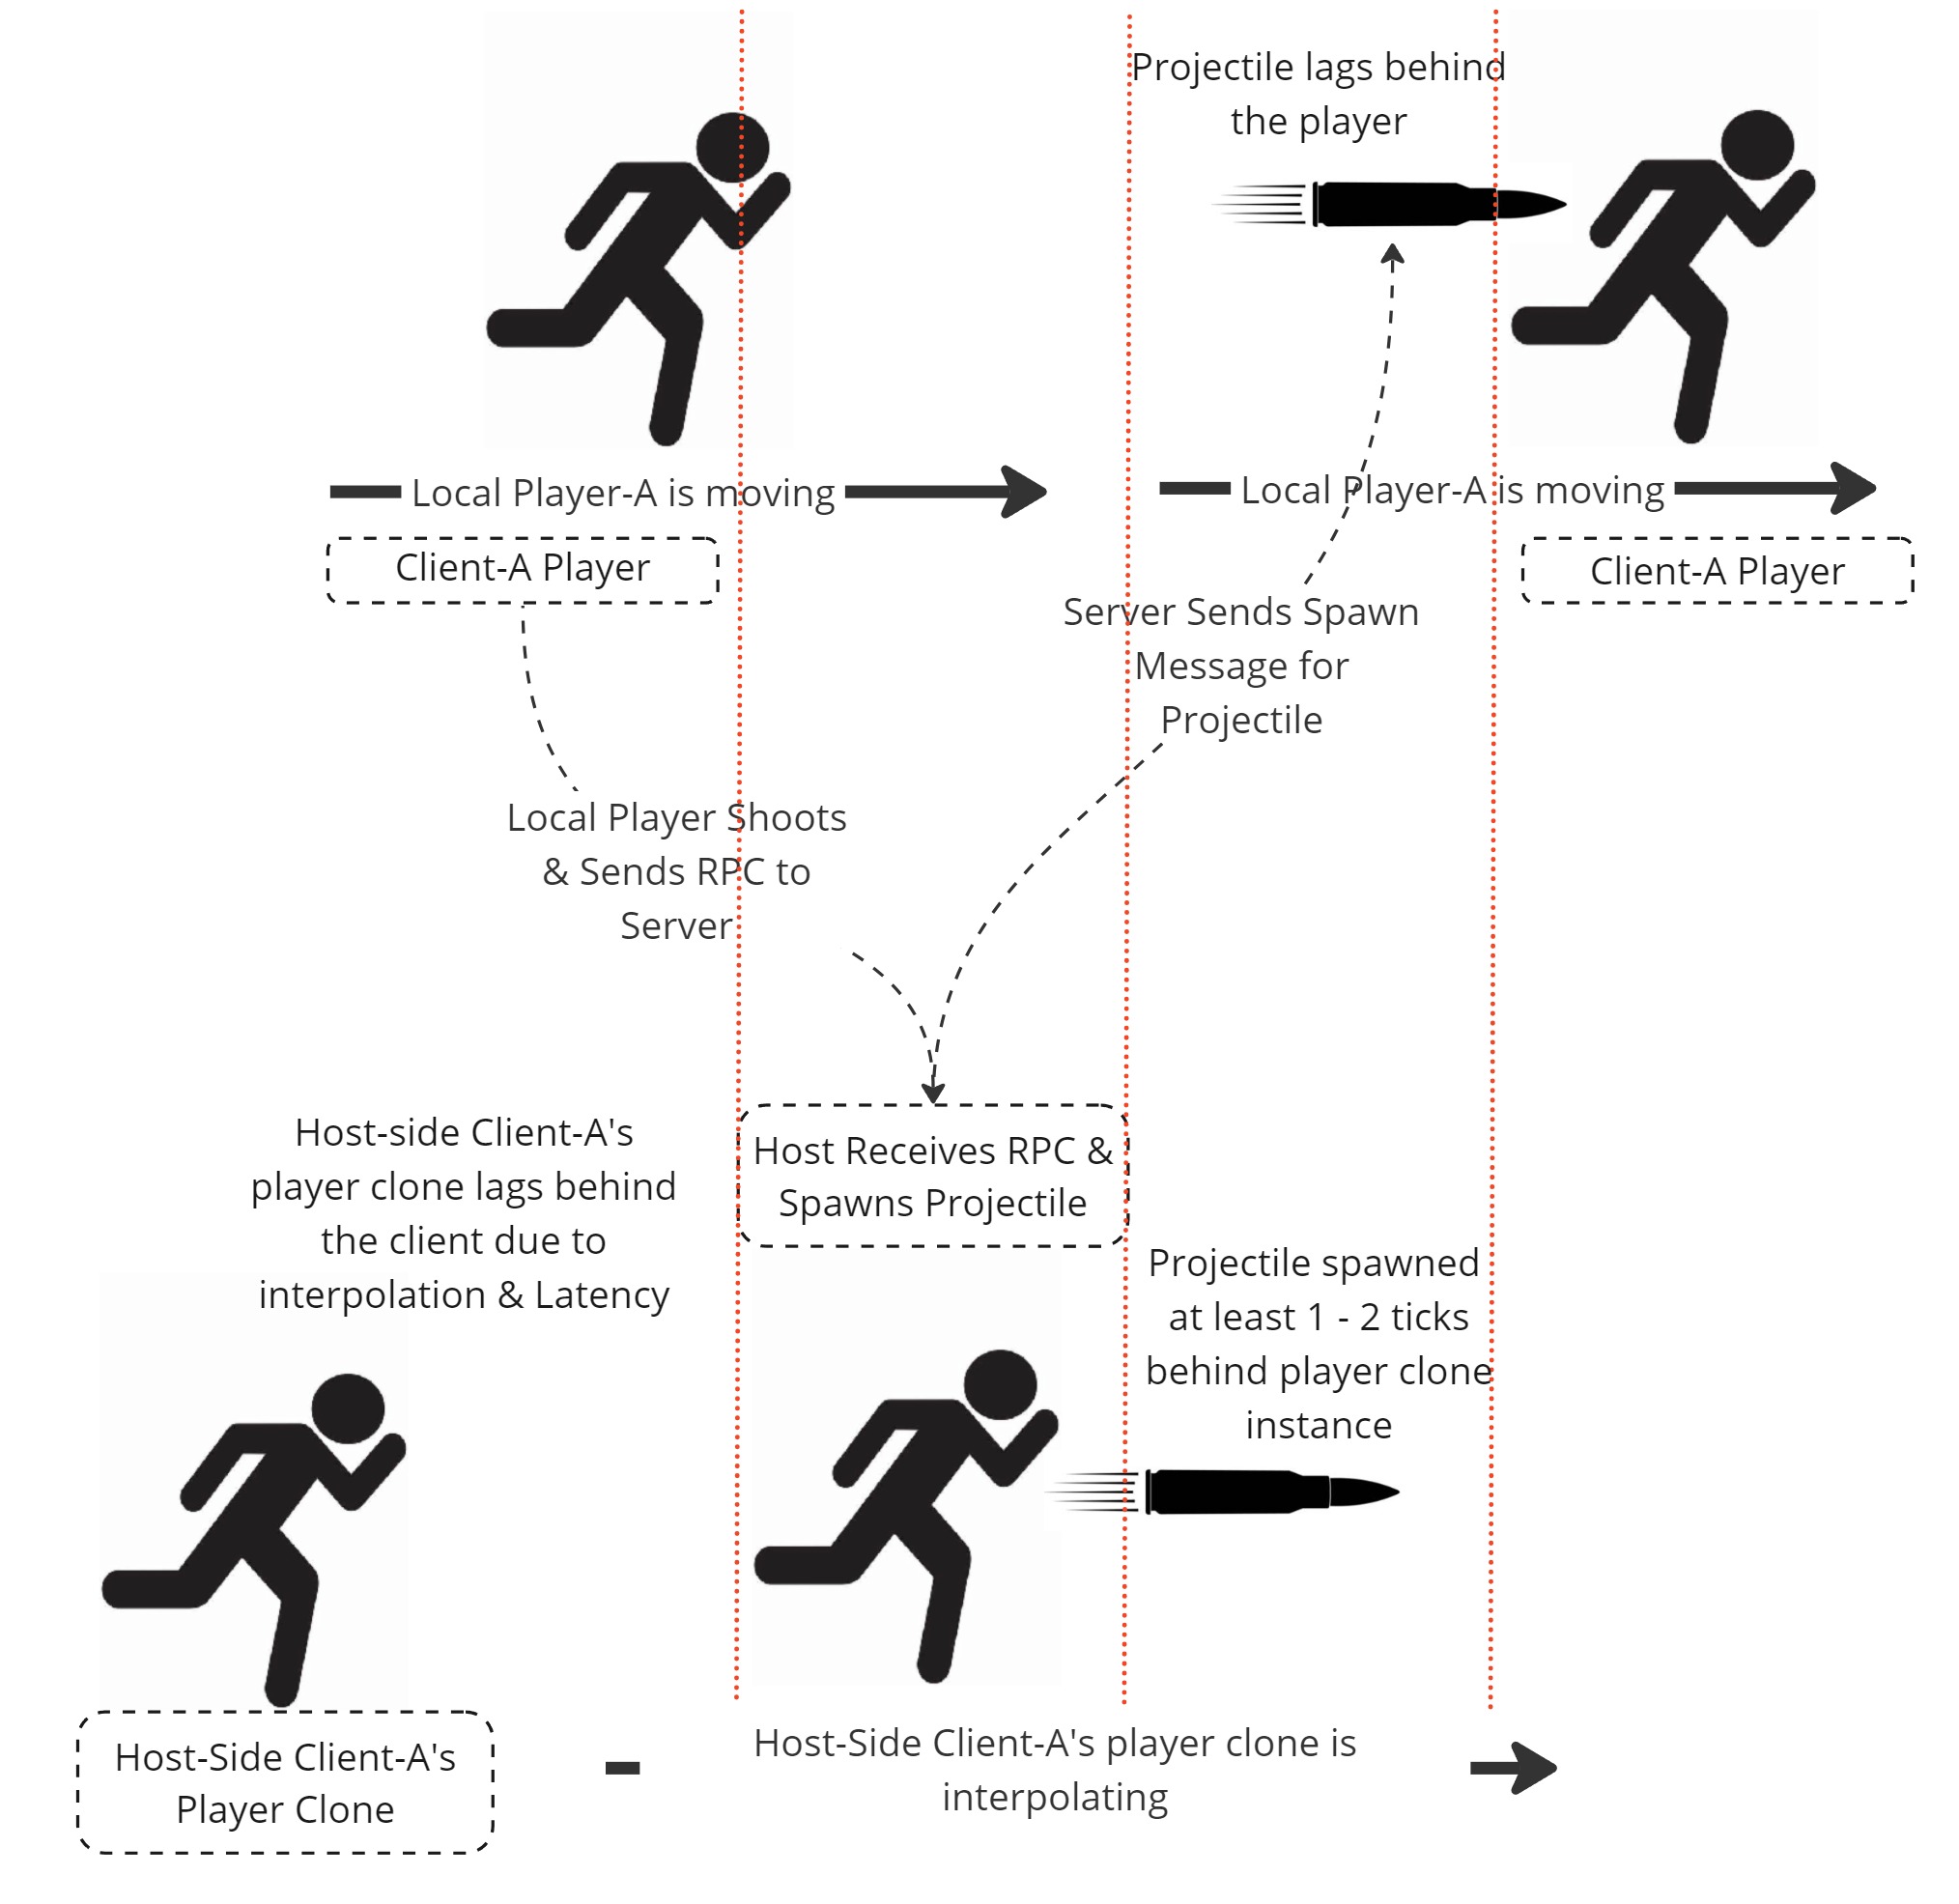 Projectile lags behind
the player
Local Player-A is moving
Local Player-A is moving
Client-A Player
Client-A Player
Server Sends Spawn
Message for
Projectile
Local Player Shoots
& Sends RPC to
Server
Host-side Client-A's
player clone lags behind
the client due to
interpolation & Latency
Host Receives RPC &
Spawns Projectile
Projectile spawned
at least 1 - 2 ticks
behind player clone
instance
Host-Side Client-A's
Player Clone
Host-Side Client-A's player clone is
interpolating